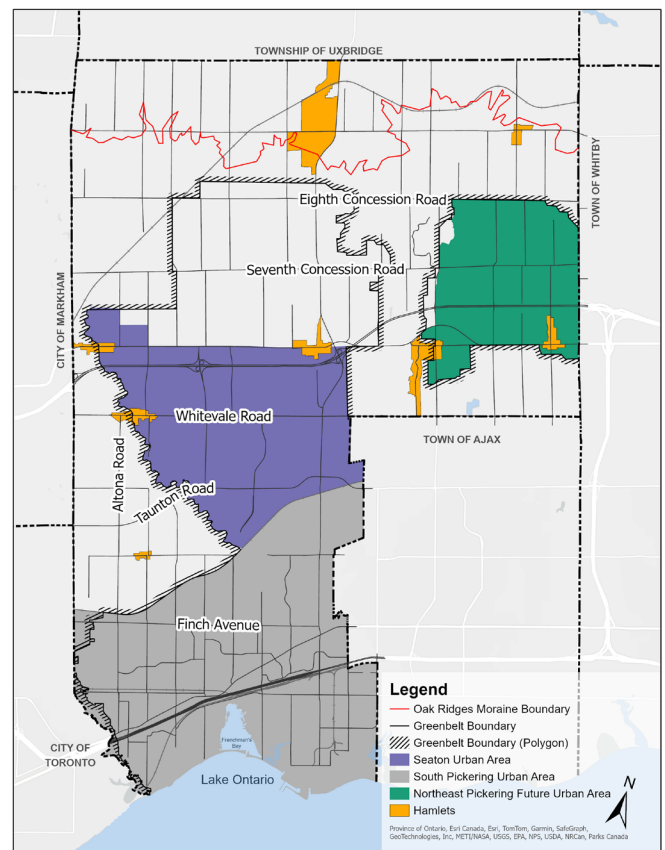 TOWNSHIP OF UXBRIDGE
TOWN OF WHITBY
Eighth Concession Road
Seventh Concession Road
CITY OF MARKHAM
Whitevale Road
TOWN OF AJAX
Altona Road
Taunton Road
Finch Avenue
CITY OF
TORONTO
Frenchman's
Bay
Lake Ontario
Legend
Oak Ridges Moraine Boundary
Greenbelt Boundary
Greenbelt Boundary (Polygon)
Seaton Urban Area
South Pickering Urban Area
Northeast Pickering Future Urban Area
Hamlets
N
Province of Ontario, Esri Canada, Esri, TomTom, Garmin, SafeGraph,
GeoTechnologies, Inc, METI/NASA, USGS, EPA, NPS, USDA, NRCan, Parks Canada